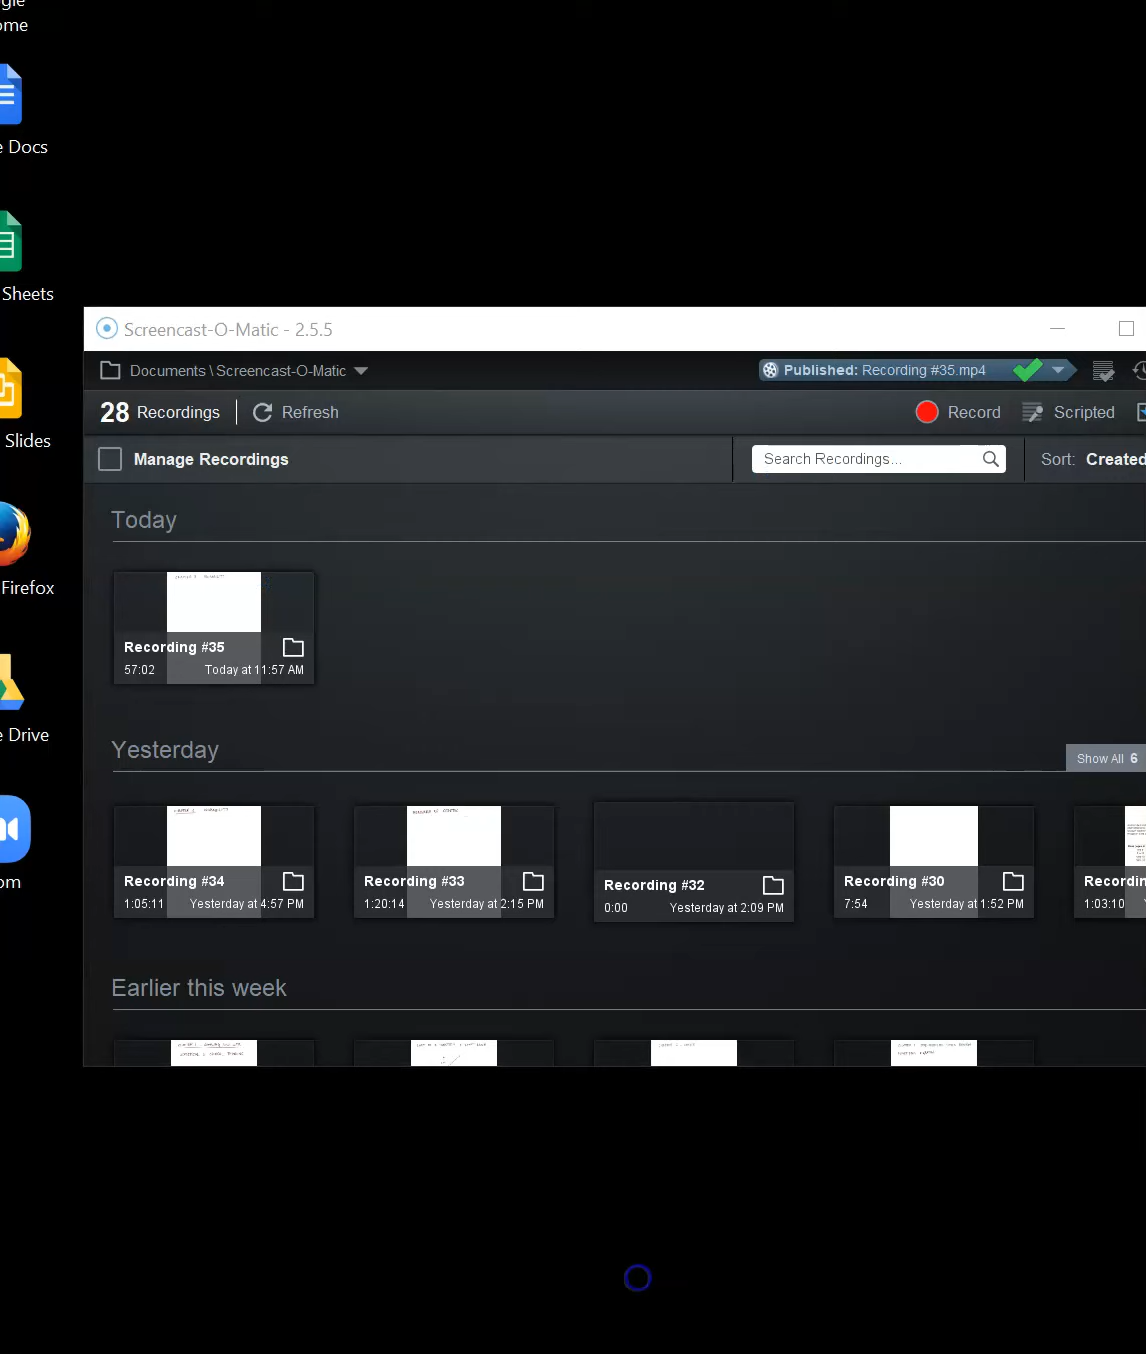 ome
e Docs
Sheets
Slides
Firefox
e Drive
om
Screencast-O-Matic - 2.5.5
Documents \ Screencast-O-Matic
Published: Recording #35.mp4
28 Recordings
Refresh
Record
Scripted
Manage Recordings
Search Recordings...
Sort: Created
Today
Recording #35
57:02 Today at 11:57 AM
Yesterday
Show All 6
Recording #34
1:05:11 Yesterday at 4:57 PM
Recording #33
1:20:14 Yesterday at 2:15 PM
Recording #32
0:00 Yesterday at 2:09 PM
Recording #30
7:54 Yesterday at 1:52 PM
Recordin
1:03:10
Earlier this week